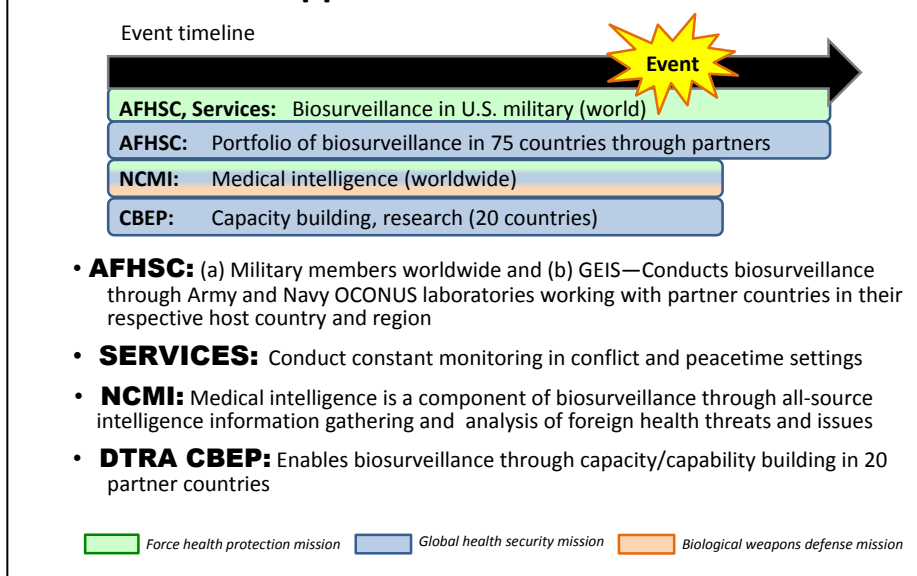 Event timeline
Event
AFHSC, Services: Biosurveillance in U.S. military (world)
AFHSC: Portfolio of biosurveillance in 75 countries through partners
NCMI: Medical intelligence (worldwide)
CBEP: Capacity building, research (20 countries)
• AFHSC: (a) Military members worldwide and (b) GEIS—Conducts biosurveillance
through Army and Navy OCONUS laboratories working with partner countries in their
respective host country and region
• SERVICES: Conduct constant monitoring in conflict and peacetime settings
• NCMI: Medical intelligence is a component of biosurveillance through all-source
intelligence information gathering and analysis of foreign health threats and issues
• DTRA CBEP: Enables biosurveillance through capacity/capability building in 20
partner countries
Force health protection mission Global health security mission Biological weapons defense mission